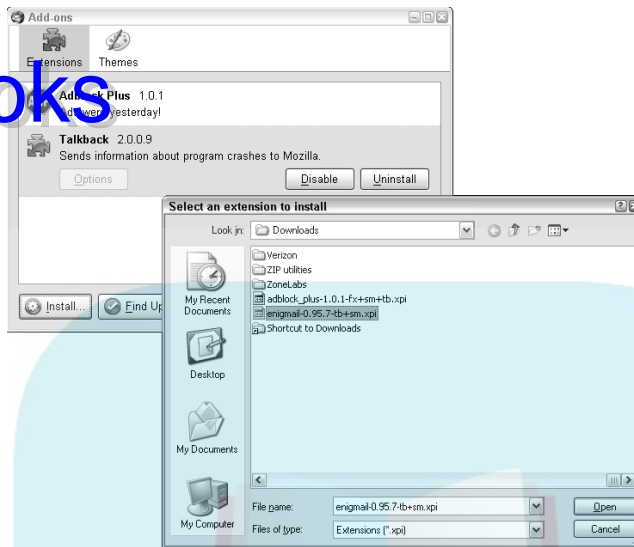 Add-ons
Extensions Themes
oks
Adblock Plus 1.0.1
Ads were yesterday!
Talkback 2.0.0.9
Sends information about program crashes to Mozilla.
Options Disable Uninstall
Install... Find Up
Select an extension to install
Look in: Downloads
Verizon
ZIP utilities
ZoneLabs
adblock_plus-1.0.1-fx+sm+tb.xpi
enigmail-0.95.7-tb+sm.xpi
Shortcut to Downloads
My Recent Documents
Desktop
My Documents
My Computer
File name: enigmail-0.95.7-tb+sm.xpi Open
Files of type: Extensions (*.xpi) Cancel